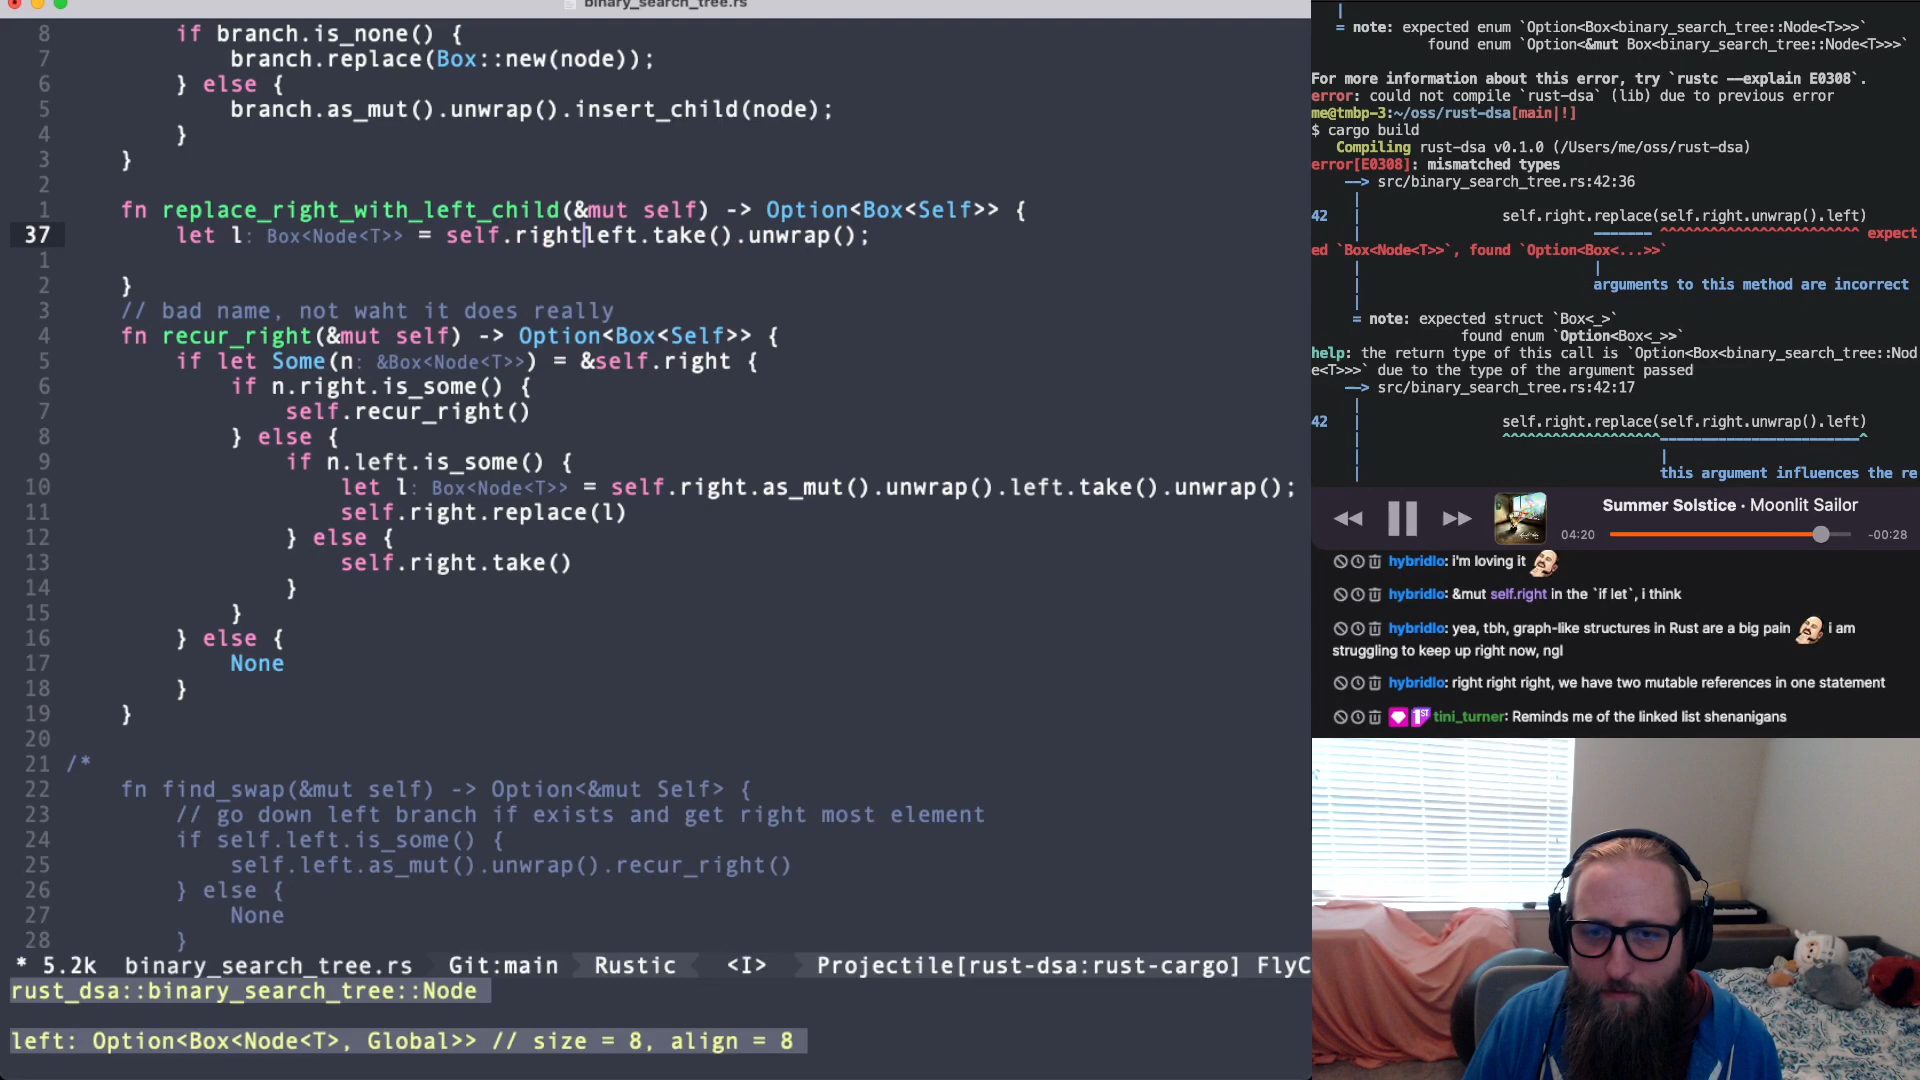 binary_search_tree.rs
8 if branch.is_none() {
7 branch.replace(Box::new(node));
6 } else {
5 branch.as_mut().unwrap().insert_child(node);
4 }
3 }
2
1 fn replace_right_with_left_child(&mut self) -> Option<Box<Self>> {
37 let l: Box<Node<T>> = self.rightleft.take().unwrap();
1
2 }
3 // bad name, not waht it does really
4 fn recur_right(&mut self) -> Option<Box<Self>> {
5 if let Some(n: &Box<Node<T>>) = &self.right {
6 if n.right.is_some() {
7 self.recur_right()
8 } else {
9 if n.left.is_some() {
10 let l: Box<Node<T>> = self.right.as_mut().unwrap().left.take().unwrap();
11 self.right.replace(l)
12 } else {
13 self.right.take()
14 }
15 }
16 } else {
17 None
18 }
19 }
20
21 /*
22 fn find_swap(&mut self) -> Option<&mut Self> {
23 // go down left branch if exists and get right most element
24 if self.left.is_some() {
25 self.left.as_mut().unwrap().recur_right()
26 } else {
27 None
28 }
* 5.2k binary_search_tree.rs Git:main Rustic <I> Projectile[rust-dsa:rust-cargo] FlyC
rust_dsa::binary_search_tree::Node
left: Option<Box<Node<T>, Global>> // size = 8, align = 8
|
= note: expected enum `Option<Box<binary_search_tree::Node<T>>>`
found enum `Option<&mut Box<binary_search_tree::Node<T>>>`
For more information about this error, try `rustc --explain E0308`.
error: could not compile `rust-dsa` (lib) due to previous error
me@tmbp-3:~/oss/rust-dsa[main|!]
$ cargo build
Compiling rust-dsa v0.1.0 (/Users/me/oss/rust-dsa)
error[E0308]: mismatched types
--> src/binary_search_tree.rs:42:36
|
42 | self.right.replace(self.right.unwrap().left)
| ------- ^^^^^^^^^^^^^^^^^^^^^^^^ expect
ed `Box<Node<T>>`, found `Option<Box<...>>`
| |
| arguments to this method are incorrect
|
= note: expected struct `Box<_>`
found enum `Option<Box<_>>`
help: the return type of this call is `Option<Box<binary_search_tree::Nod
e<T>>>` due to the type of the argument passed
--> src/binary_search_tree.rs:42:17
|
42 | self.right.replace(self.right.unwrap().left)
| ^^^^^^^^^^^^^^^^^^^------------------------^
| |
| this argument influences the re
Summer Solstice · Moonlit Sailor
04:20 -00:28
hybridlo: i'm loving it
hybridlo: &mut self.right in the `if let`, i think
hybridlo: yea, tbh, graph-like structures in Rust are a big pain i am
struggling to keep up right now, ngl
hybridlo: right right right, we have two mutable references in one statement
1ST tini_turner: Reminds me of the linked list shenanigans